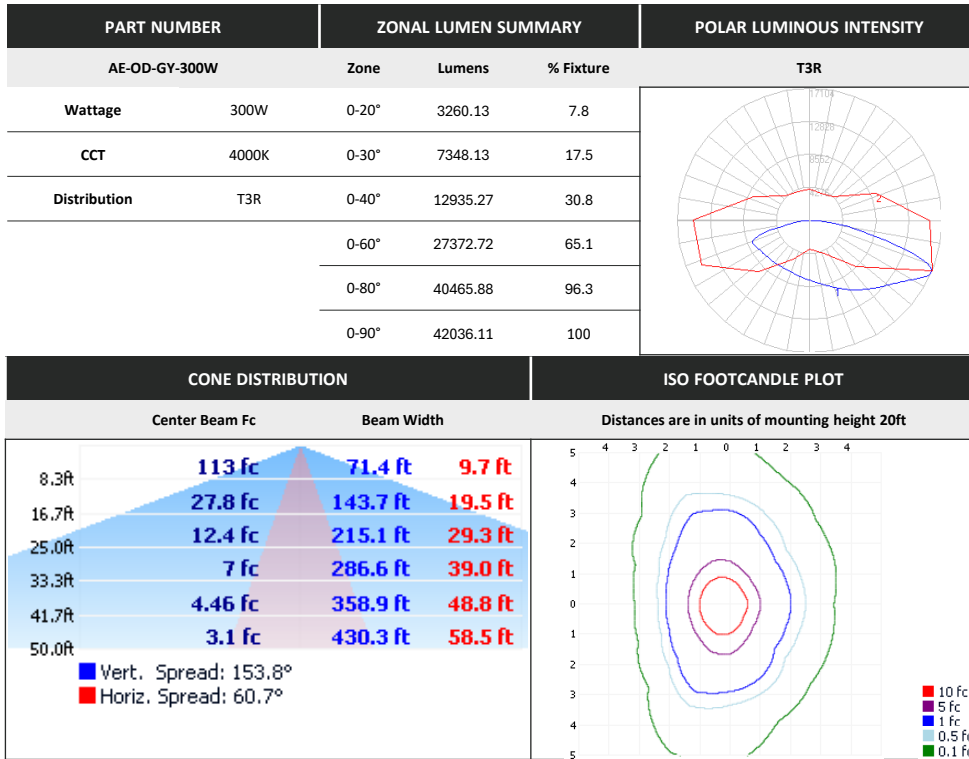 PART NUMBER
ZONAL LUMEN SUMMARY
POLAR LUMINOUS INTENSITY
AE-OD-GY-300W
Zone Lumens % Fixture
T3R
Wattage 300W
0-20° 3260.13 7.8
CCT 4000K
0-30° 7348.13 17.5
Distribution T3R
0-40° 12935.27 30.8
0-60° 27372.72 65.1
0-80° 40465.88 96.3
0-90° 42036.11 100
17104
12828
8552
2
1
CONE DISTRIBUTION
ISO FOOTCANDLE PLOT
Center Beam Fc Beam Width
Distances are in units of mounting height 20ft
8.3ft 113 fc 71.4 ft 9.7 ft
16.7ft 27.8 fc 143.7 ft 19.5 ft
25.0ft 12.4 fc 215.1 ft 29.3 ft
33.3ft 7 fc 286.6 ft 39.0 ft
41.7ft 4.46 fc 358.9 ft 48.8 ft
50.0ft 3.1 fc 430.3 ft 58.5 ft
Vert. Spread: 153.8°
Horiz. Spread: 60.7°
4 3 2 1 0 1 2 3 4
5
4
3
2
1
0
1
2
3
4
5
10 fc
5 fc
1 fc
0.5 fc
0.1 fc